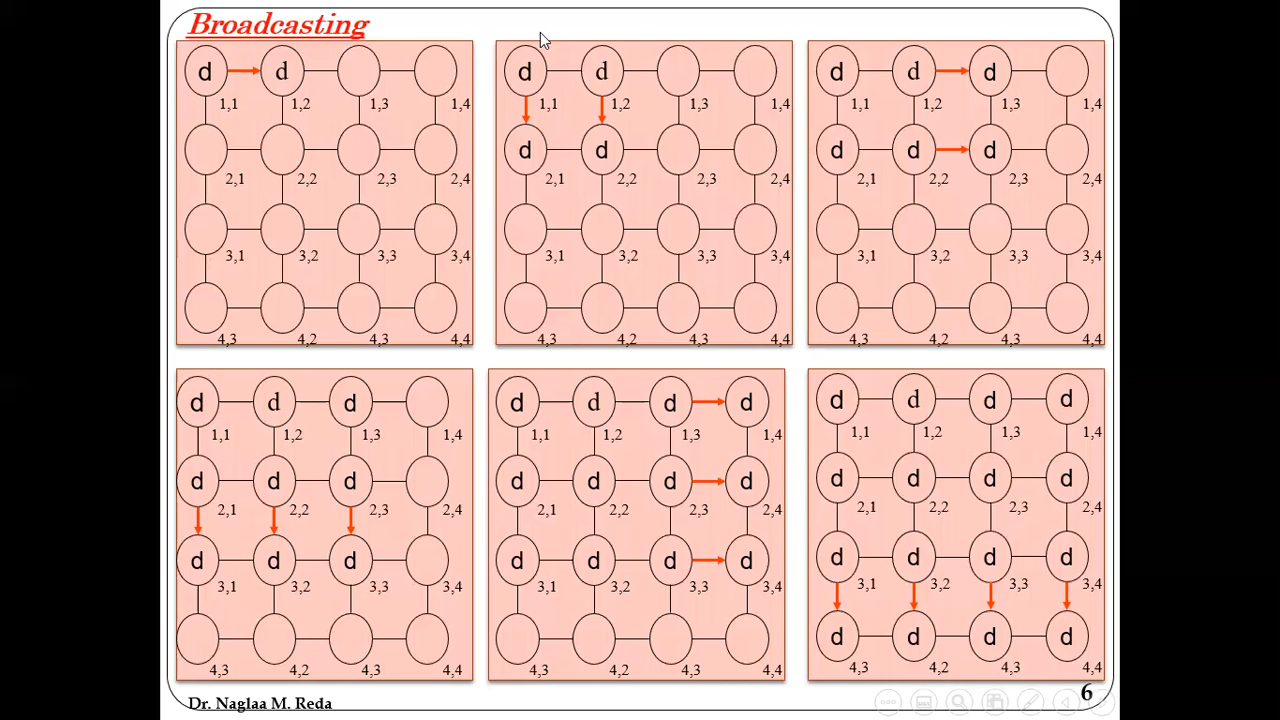 Broadcasting
d d
1,1 1,2 1,3 1,4
2,1 2,2 2,3 2,4
3,1 3,2 3,3 3,4
4,3 4,2 4,3 4,4
d d
1,1 1,2 1,3 1,4
d d
2,1 2,2 2,3 2,4
3,1 3,2 3,3 3,4
4,3 4,2 4,3 4,4
d d d
1,1 1,2 1,3 1,4
d d d
2,1 2,2 2,3 2,4
3,1 3,2 3,3 3,4
4,3 4,2 4,3 4,4
d d d
1,1 1,2 1,3 1,4
d d d
2,1 2,2 2,3 2,4
d d d
3,1 3,2 3,3 3,4
4,3 4,2 4,3 4,4
d d d d
1,1 1,2 1,3 1,4
d d d d
2,1 2,2 2,3 2,4
d d d d
3,1 3,2 3,3 3,4
4,3 4,2 4,3 4,4
d d d d
1,1 1,2 1,3 1,4
d d d d
2,1 2,2 2,3 2,4
d d d d
3,1 3,2 3,3 3,4
d d d d
4,3 4,2 4,3 4,4
Dr. Naglaa M. Reda
6